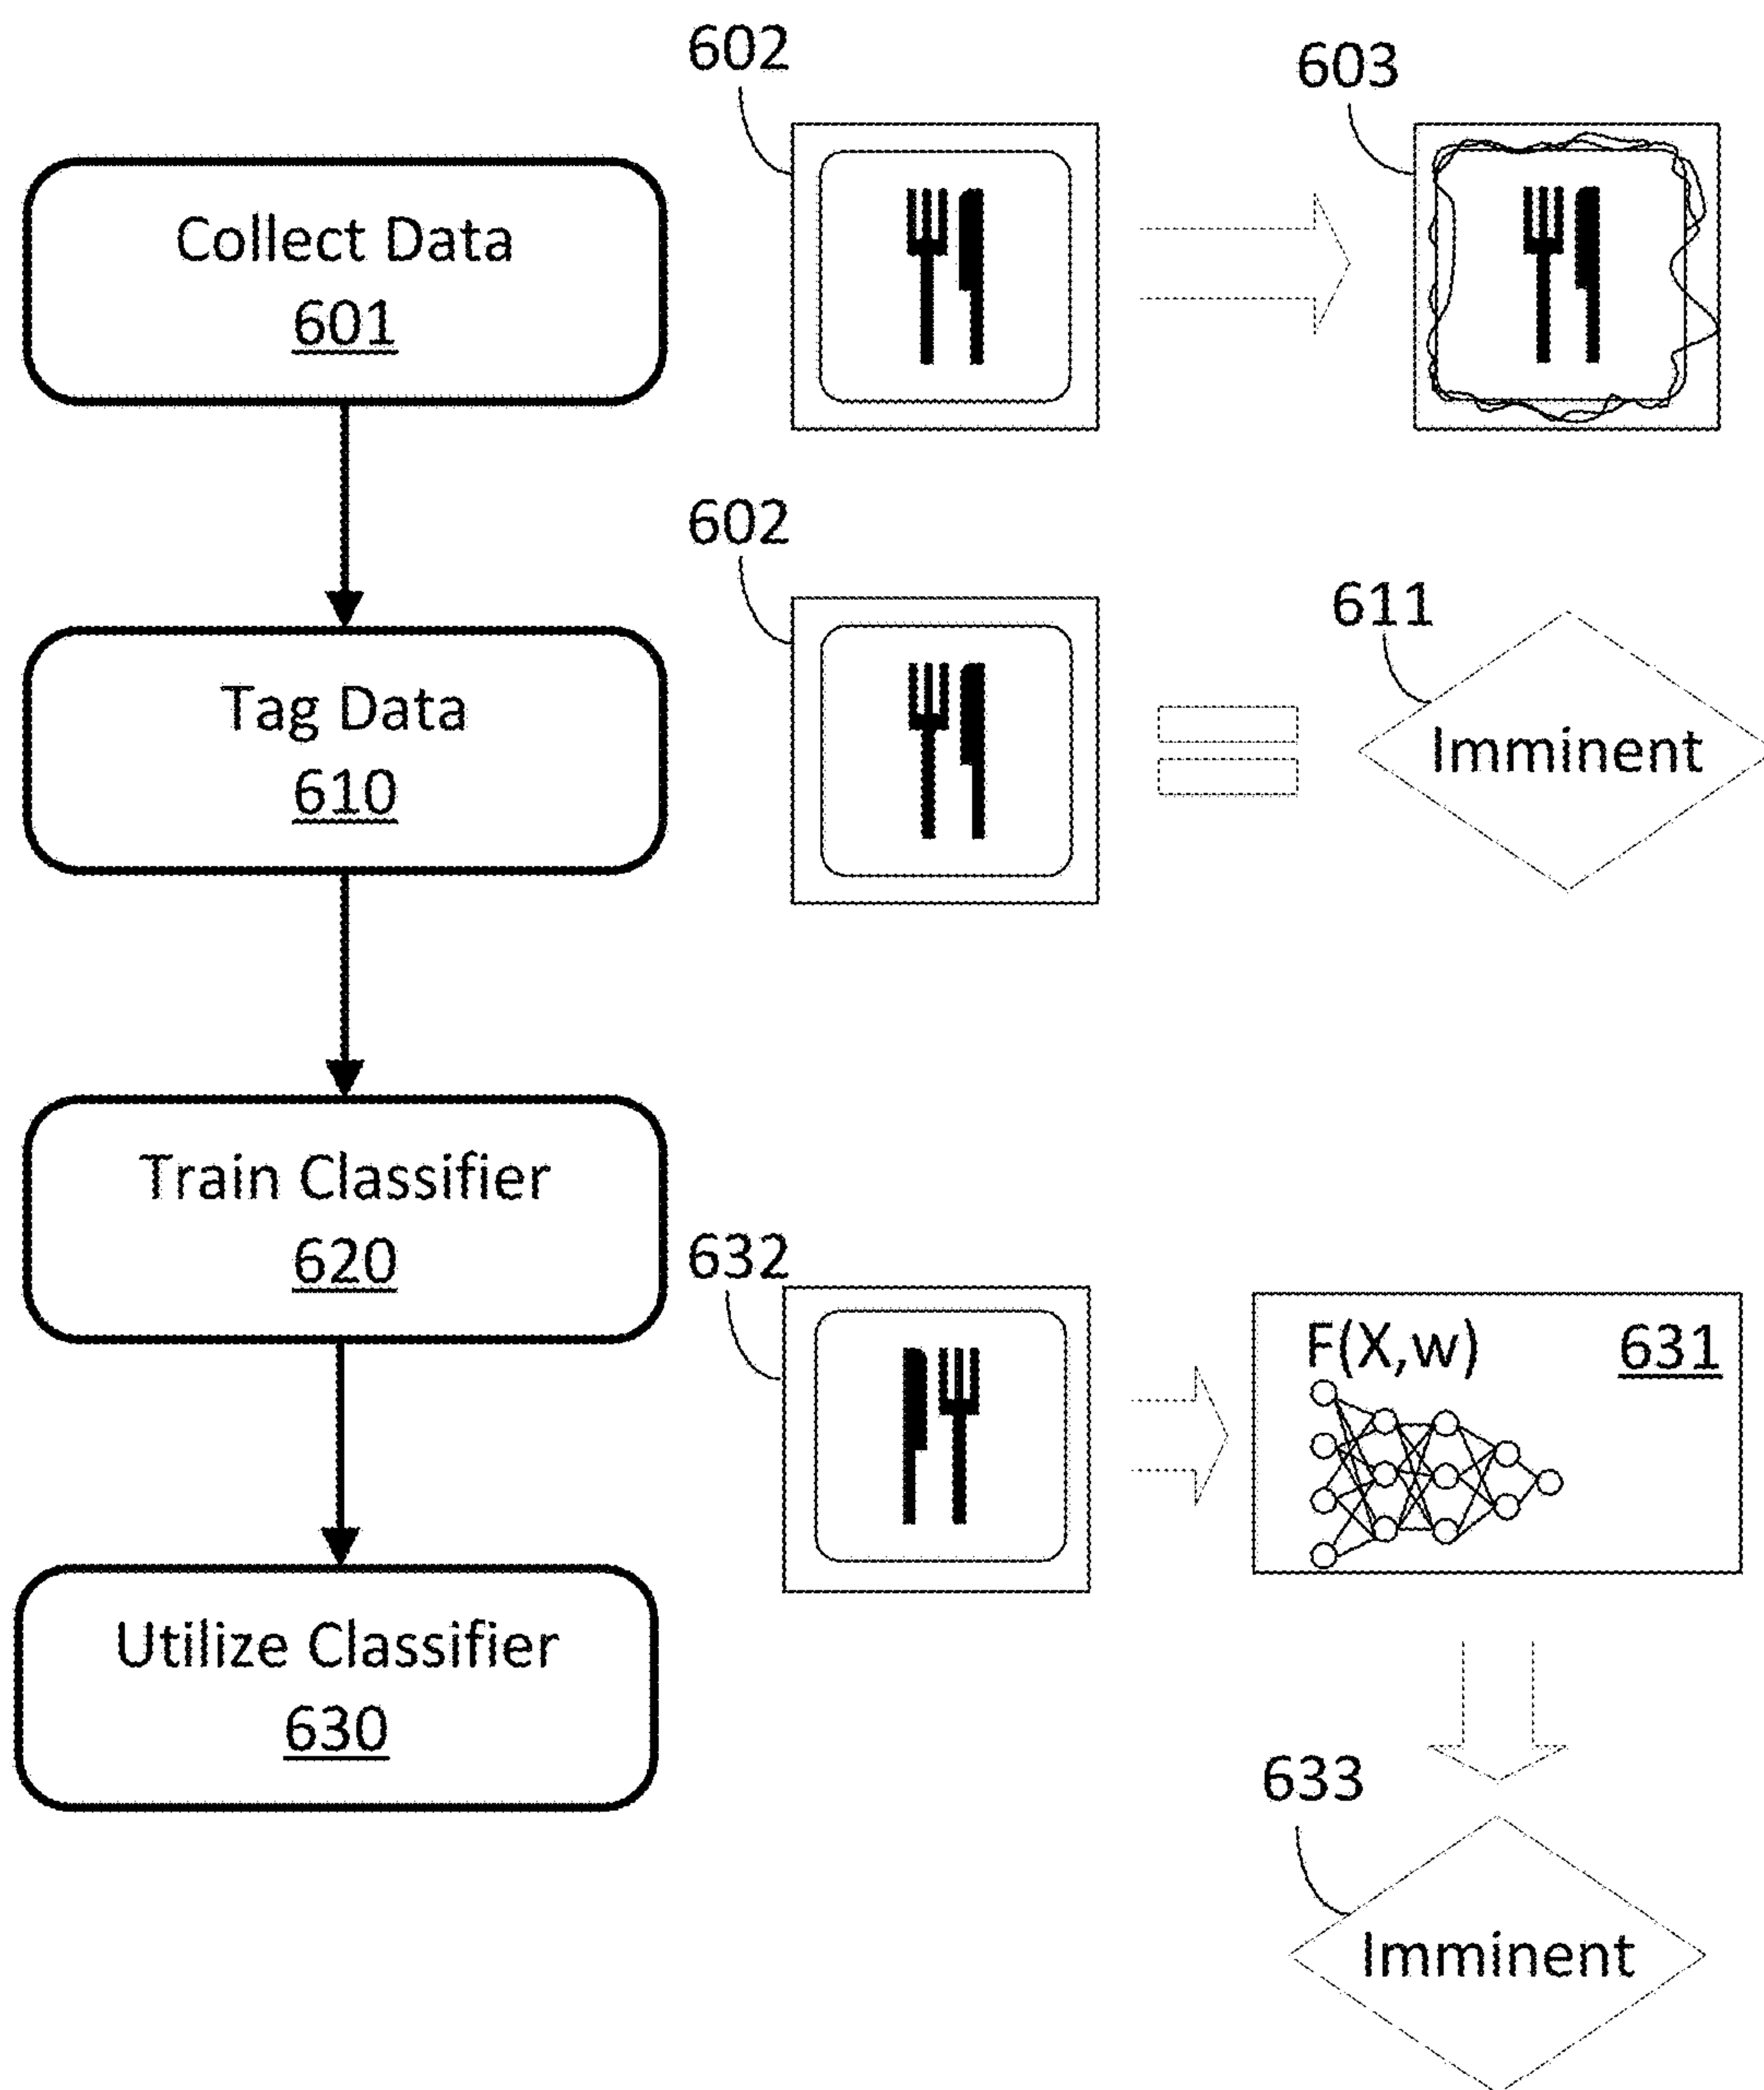 602
603
Collect Data
601
602
611
Tag Data
610
Imminent
Train Classifier
620
632
F(X,w)
631
Utilize Classifier
630
633
Imminent